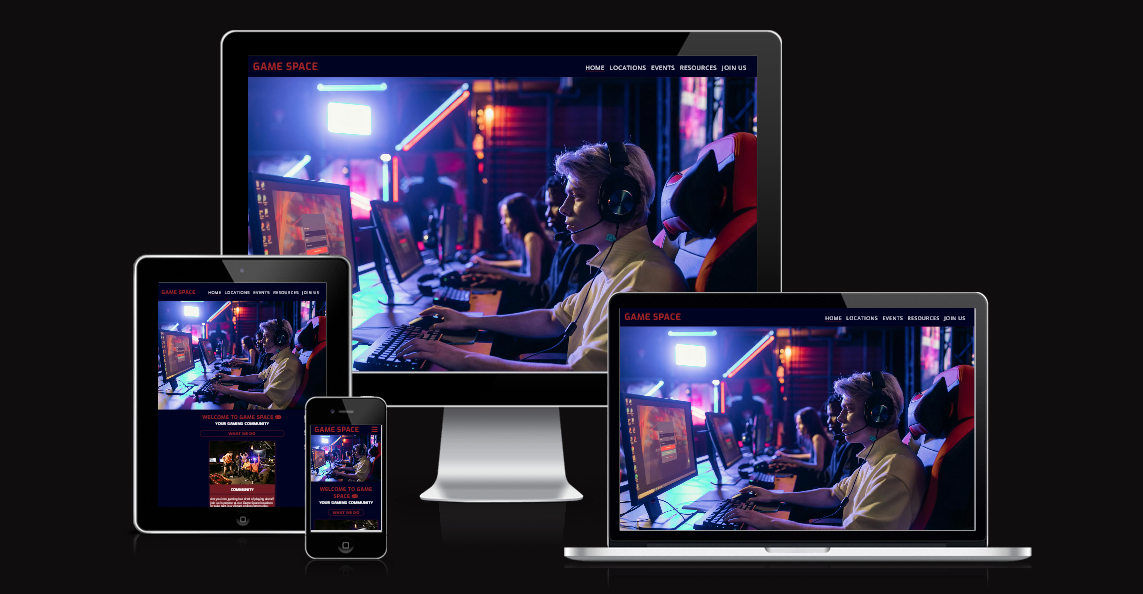 GAME SPACE
HOME LOCATIONS EVENTS RESOURCES JOIN US
GAME SPACE
HOME LOCATIONS EVENTS RESOURCES JOIN US
WELCOME TO GAME SPACE
YOUR GAMING COMMUNITY
WHAT WE DO
COMMUNITY
GAME SPACE
WELCOME TO GAME
SPACE
YOUR GAMING COMMUNITY
WHAT WE DO
GAME SPACE
HOME LOCATIONS EVENTS RESOURCES JOIN US